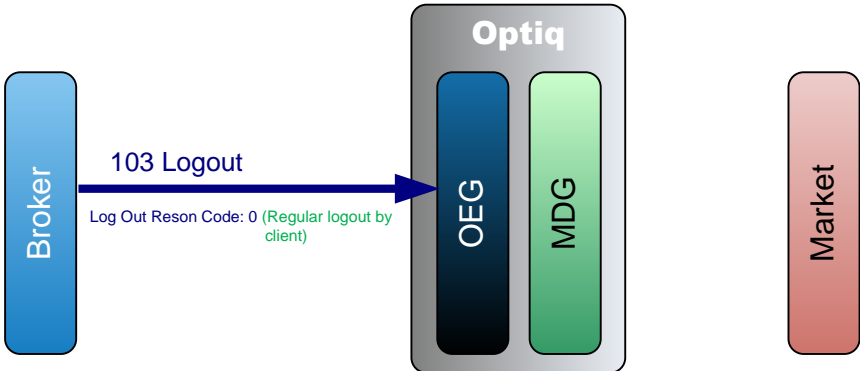 Optiq
Broker
103 Logout
Log Out Reson Code: 0 (Regular logout by
client)
OEG
MDG
Market